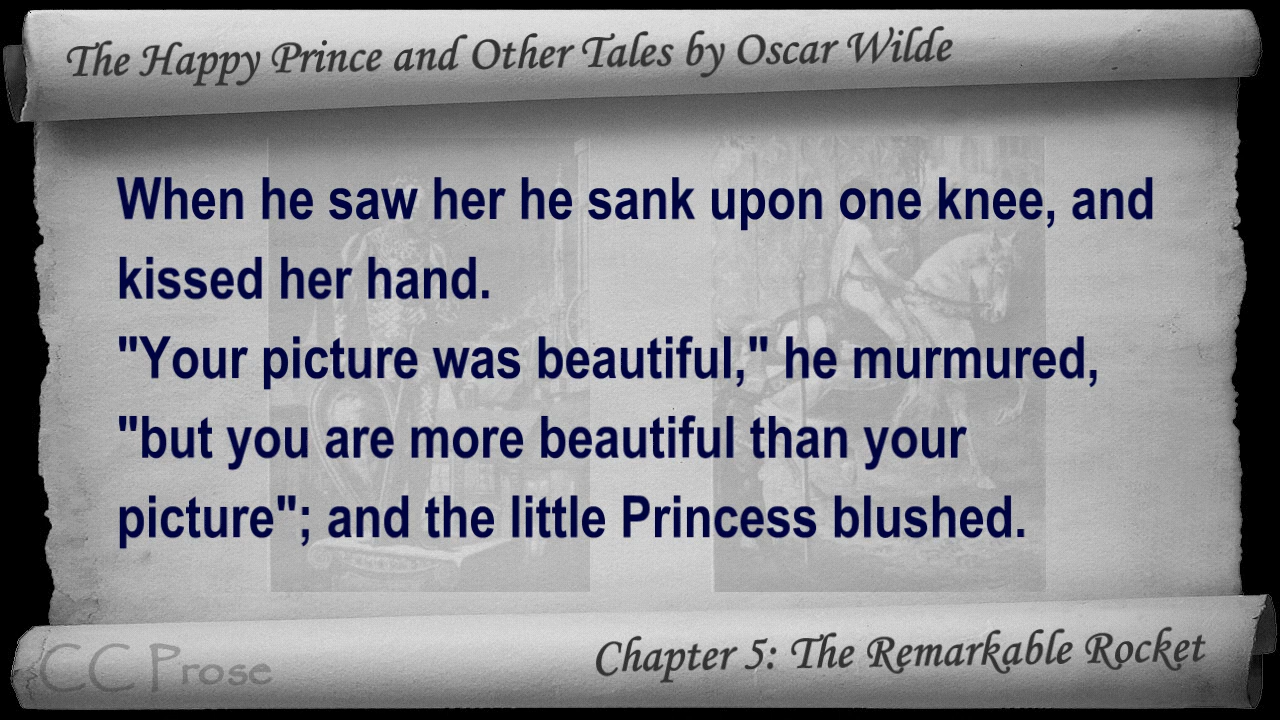 The Happy Prince and Other Tales by Oscar Wilde
When he saw her he sank upon one knee, and
kissed her hand.
"Your picture was beautiful," he murmured,
"but you are more beautiful than your
picture"; and the little Princess blushed.
CC Prose
Chapter 5: The Remarkable Rocket